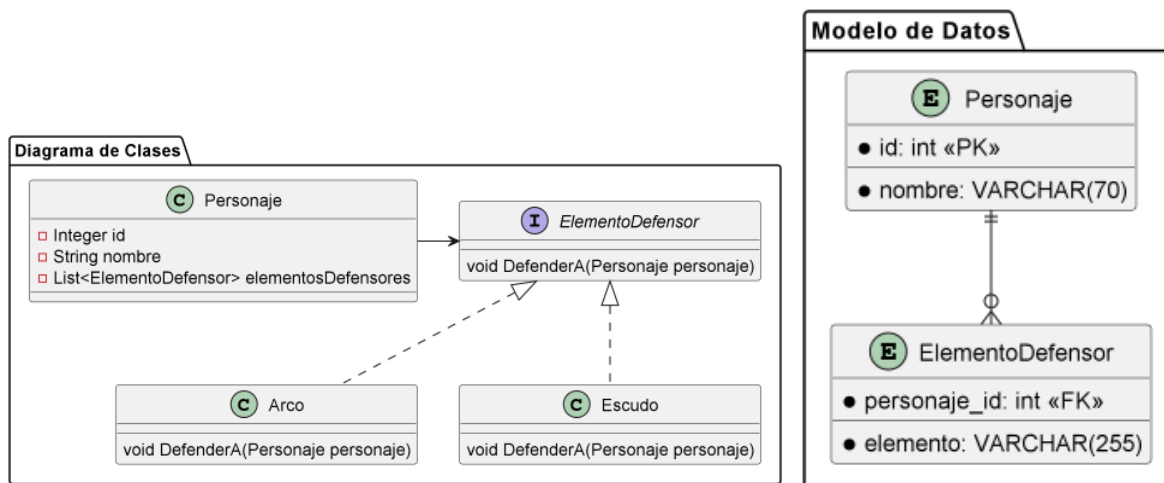 Diagrama de Clases
C Personaje
Integer id
String nombre
List<ElementoDefensor> elementosDefensores
I ElementoDefensor
void DefenderA(Personaje personaje)
C Arco
void DefenderA(Personaje personaje)
C Escudo
void DefenderA(Personaje personaje)
Modelo de Datos
E Personaje
id: int «PK»
nombre: VARCHAR(70)
E ElementoDefensor
personaje_id: int «FK»
elemento: VARCHAR(255)